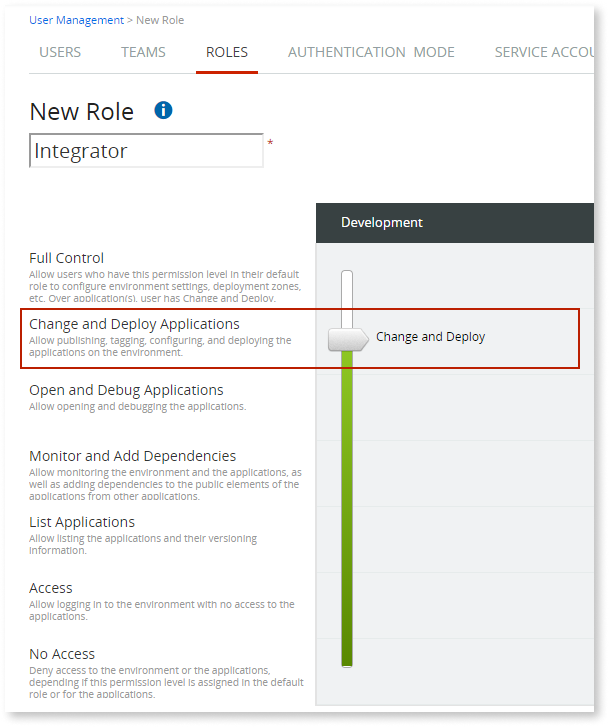 User Management > New Role
USERS TEAMS ROLES AUTHENTICATION MODE SERVICE ACCOU
New Role i
Integrator *
Development
Full Control
Allow users who have this permission level in their default
role to configure environment settings, deployment zones,
etc. Over application(s), user has Change and Deploy.
Change and Deploy Applications
Allow publishing, tagging, configuring, and deploying the
applications on the environment.
Change and Deploy
Open and Debug Applications
Allow opening and debugging the applications.
Monitor and Add Dependencies
Allow monitoring the environment and the applications, as
well as adding dependencies to the public elements of the
applications from other applications.
List Applications
Allow listing the applications and their versioning
information.
Access
Allow logging in to the environment with no access to the
applications.
No Access
Deny access to the environment or the applications,
depending if this permission level is assigned in the default
role or for the applications.